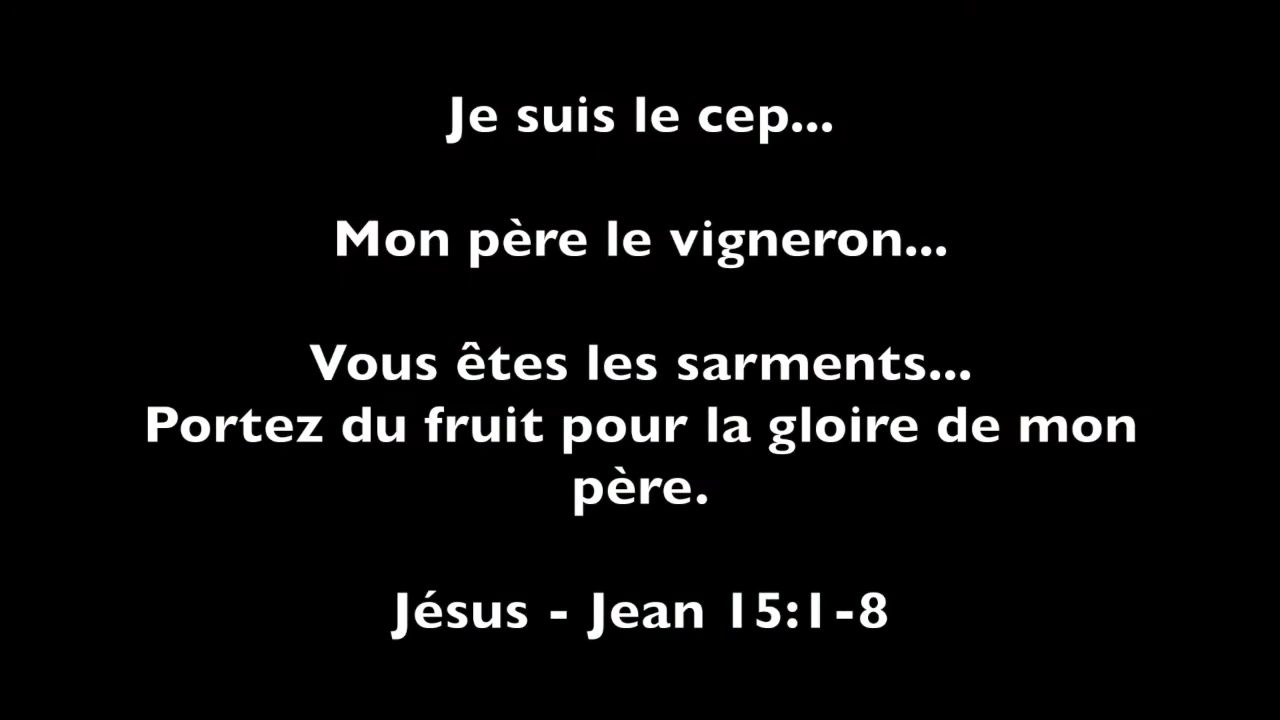 Je suis le cep...
Mon père le vigneron...
Vous êtes les sarments...
Portez du fruit pour la gloire de mon
père.
Jésus - Jean 15:1-8